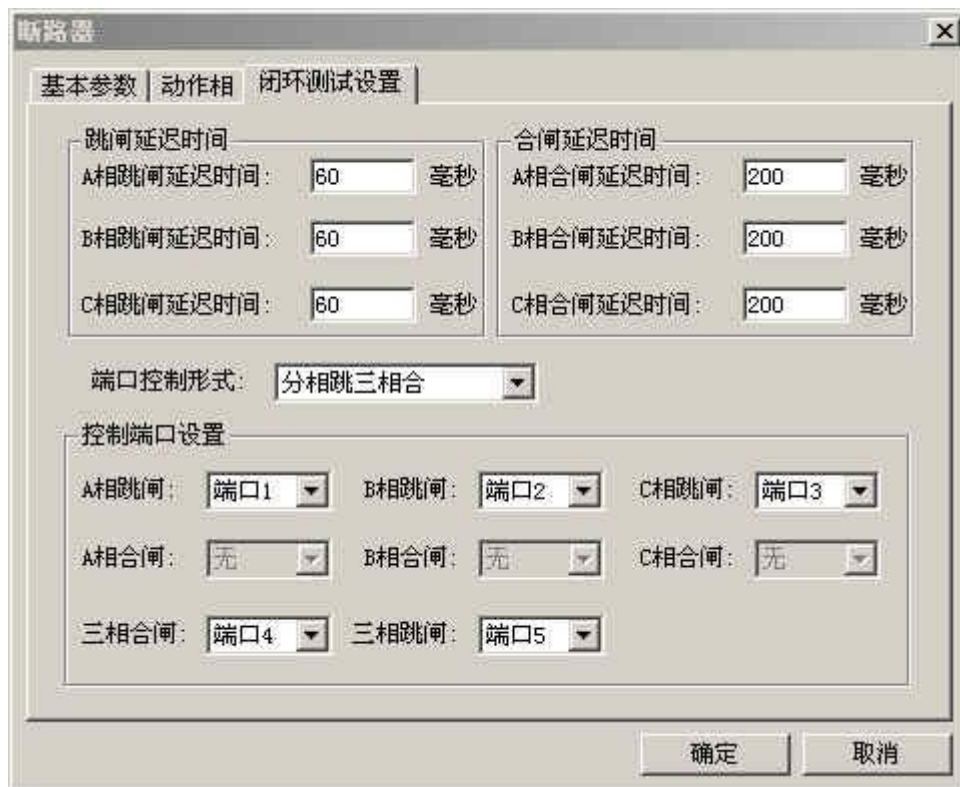 断路器
基本参数 动作相 闭环测试设置
跳闸延迟时间 合闸延迟时间
A相跳闸延迟时间: 60 毫秒 A相合闸延迟时间: 200 毫秒
B相跳闸延迟时间: 60 毫秒 B相合闸延迟时间: 200 毫秒
C相跳闸延迟时间: 60 毫秒 C相合闸延迟时间: 200 毫秒
端口控制形式: 分相跳三相合
控制端口设置
A相跳闸: 端口1 B相跳闸: 端口2 C相跳闸: 端口3
A相合闸: 无 B相合闸: 无 C相合闸: 无
三相合闸: 端口4 三相跳闸: 端口5
确定 取消